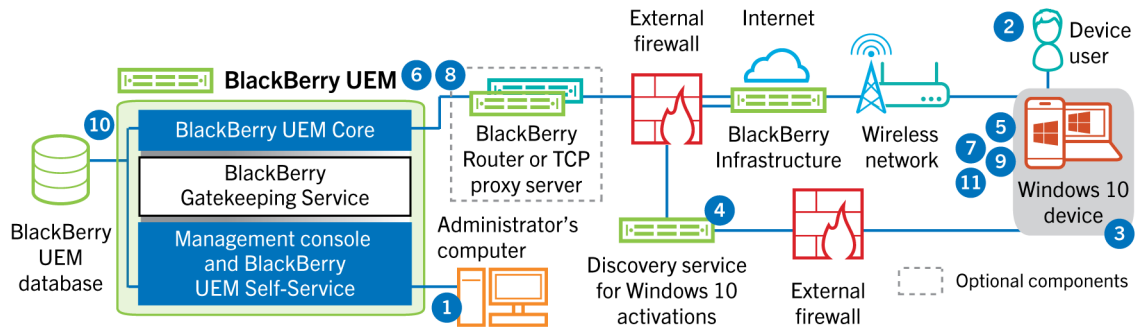 External
firewall
Internet
2
Device
user
BlackBerry UEM
6
8
10
BlackBerry UEM Core
BlackBerry
Gatekeeping Service
Management console
and BlackBerry
UEM Self-Service
BlackBerry
UEM
database
BlackBerry
Router or TCP
proxy server
Administrator's
computer
1
BlackBerry
Infrastructure
Wireless
network
5
7
9
11
Windows 10
device
3
4
Discovery service
for Windows 10
activations
External
firewall
Optional components